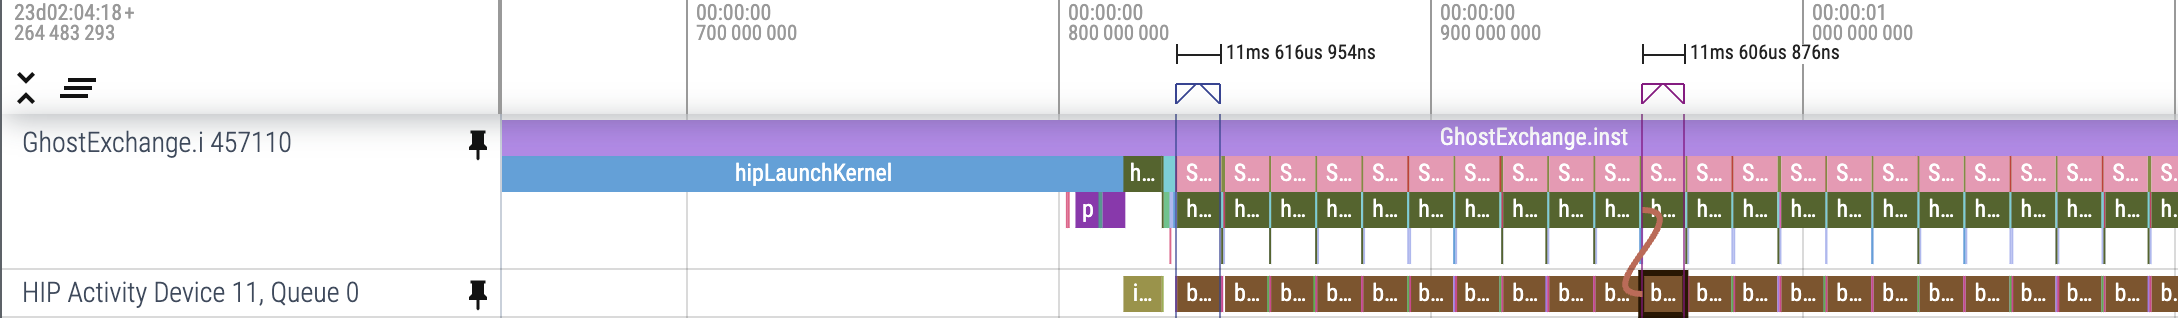 23d02:04:18+
264 483 293
00:00:00
700 000 000
00:00:00
800 000 000
00:00:00
900 000 000
00:00:01
000 000 000
11ms 616us 954ns
11ms 606us 876ns
GhostExchange.i 457110
GhostExchange.inst
hipLaunchKernel
h... S... S... S... S... S... S... S... S... S... S... S... S... S... S... S... S... S... S... S... S... S... S.
p
h... h... h... h... h... h... h... h... h... h... h... h... h... h... h... h... h... h... h... h... h... h.
HIP Activity Device 11, Queue 0
i... b... b... b... b... b... b... b... b... b... b... b... b... b... b... b... b... b... b... b... b... b... b.